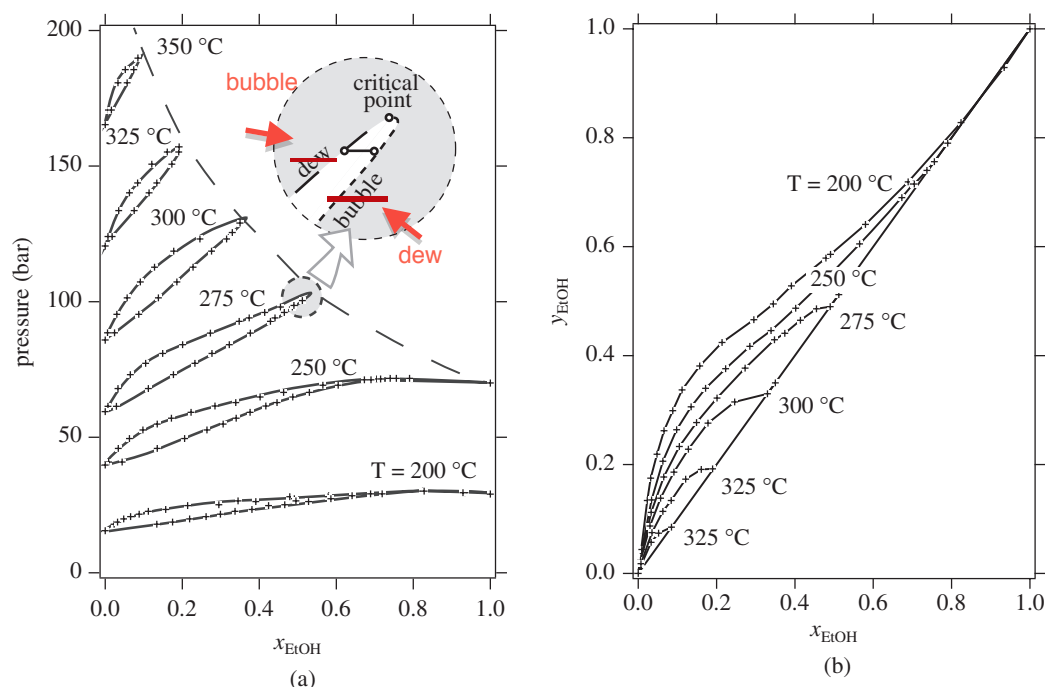 200
350 °C
bubble
critical
point
325 °C
150
dew
300 °C
bubble
dew
pressure (bar)
100
275 °C
250 °C
50
T = 200 °C
0
0.0 0.2 0.4 0.6 0.8 1.0
xEtOH
(a)
1.0
0.8
T = 200 °C
0.6
250 °C
yEtOH
275 °C
0.4
300 °C
0.2
325 °C
325 °C
0.0
0.0 0.2 0.4 0.6 0.8 1.0
xEtOH
(b)